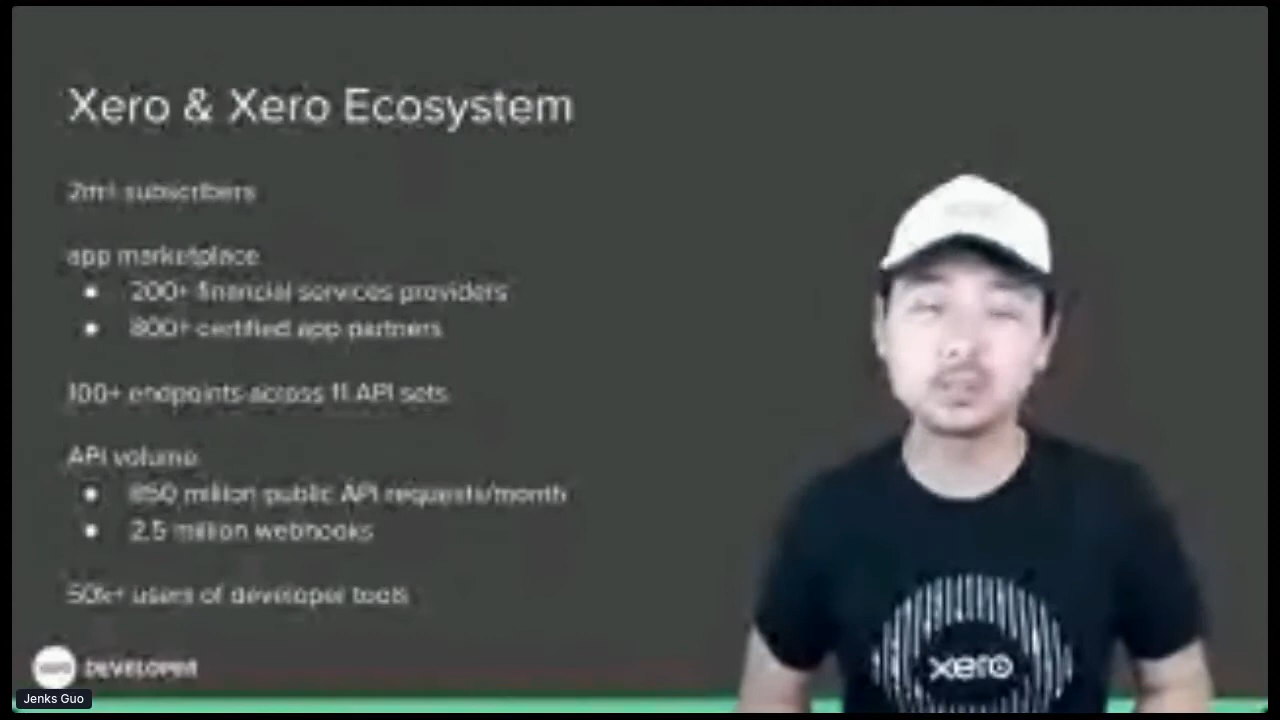 Xero & Xero Ecosystem
2m+ subscribers
app marketplace
● 200+ financial services providers
● 800+ certified app partners
100+ endpoints across 11 API sets
API volume
● 850 million public API requests/month
● 2.5 million webhooks
50k+ users of developer tools
DEVELOPER
Jenks Guo
xero